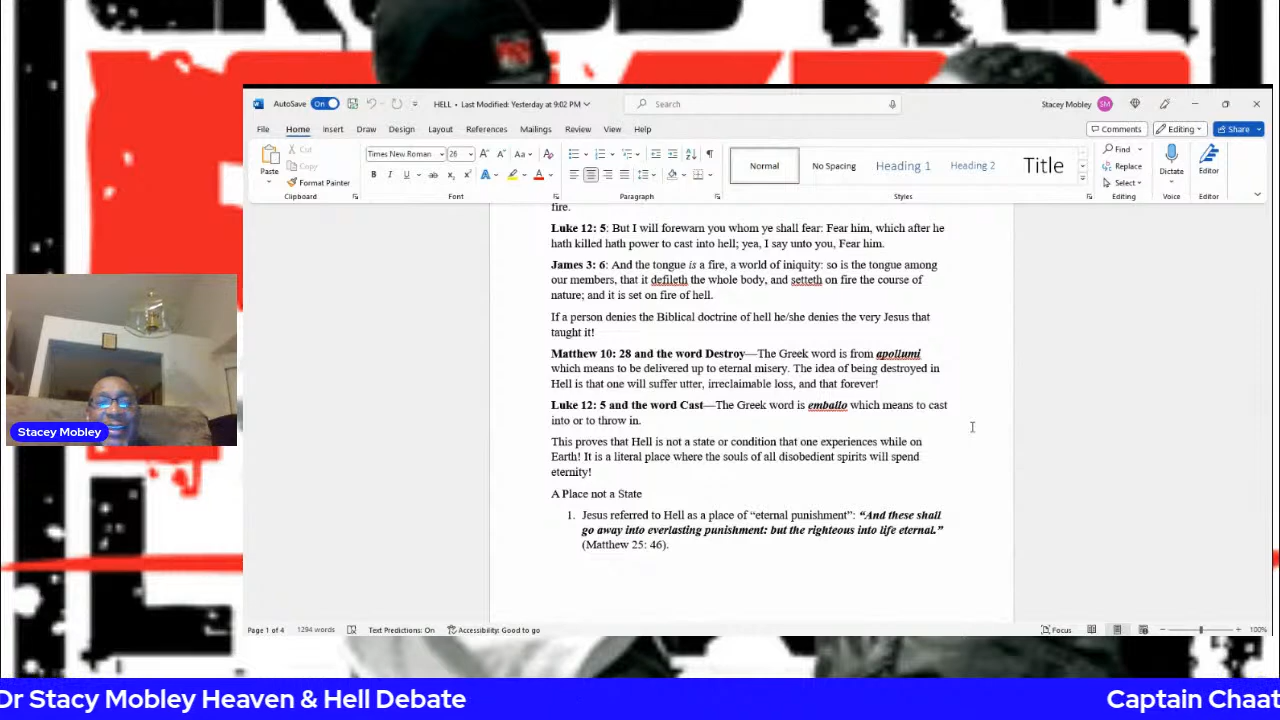 AutoSave On HELL • Last Modified: Yesterday at 9:02 PM Search Stacey Mobley SM
File Home Insert Draw Design Layout References Mailings Review View Help Comments Editing Share
Paste Cut Copy Format Painter
Clipboard
Times New Roman 26
Font
Paragraph
Normal No Spacing Heading 1 Heading 2 Title
Styles
Find Replace Select
Editing
Dictate
Voice
Editor
Editor
fire.
Luke 12: 5: But I will forewarn you whom ye shall fear: Fear him, which after he
hath killed hath power to cast into hell; yea, I say unto you, Fear him.
James 3: 6: And the tongue is a fire, a world of iniquity: so is the tongue among
our members, that it defileth the whole body, and setteth on fire the course of
nature; and it is set on fire of hell.
If a person denies the Biblical doctrine of hell he/she denies the very Jesus that
taught it!
Matthew 10: 28 and the word Destroy—The Greek word is from apollumi
which means to be delivered up to eternal misery. The idea of being destroyed in
Hell is that one will suffer utter, irreclaimable loss, and that forever!
Luke 12: 5 and the word Cast—The Greek word is emballo which means to cast
into or to throw in.
This proves that Hell is not a state or condition that one experiences while on
Earth! It is a literal place where the souls of all disobedient spirits will spend
eternity!
A Place not a State
1. Jesus referred to Hell as a place of “eternal punishment”: “And these shall
go away into everlasting punishment: but the righteous into life eternal.”
(Matthew 25: 46).
Page 1 of 4 1294 words Text Predictions: On Accessibility: Good to go Focus 100%
Stacey Mobley
Dr Stacy Mobley Heaven & Hell Debate Captain Chaat